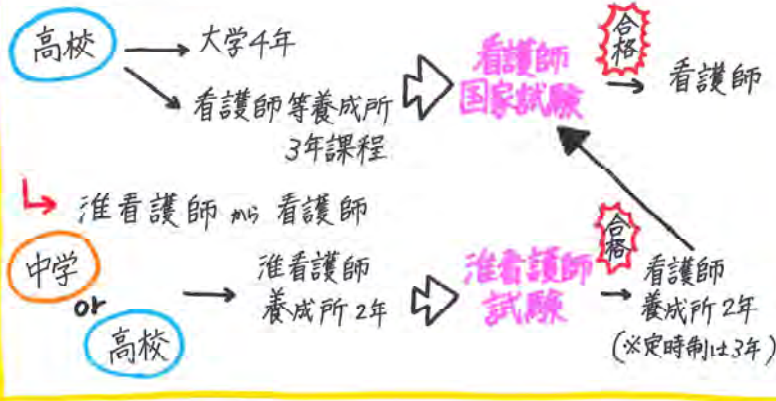 高校 → 大学4年
看護師等養成所
3年課程
看護師
国家試験
合格
→ 看護師
准看護師から看護師
中学
or
高校
→ 准看護師
養成所2年
准看護師
試験
合格
→ 看護師
養成所2年
(※定時制は3年)